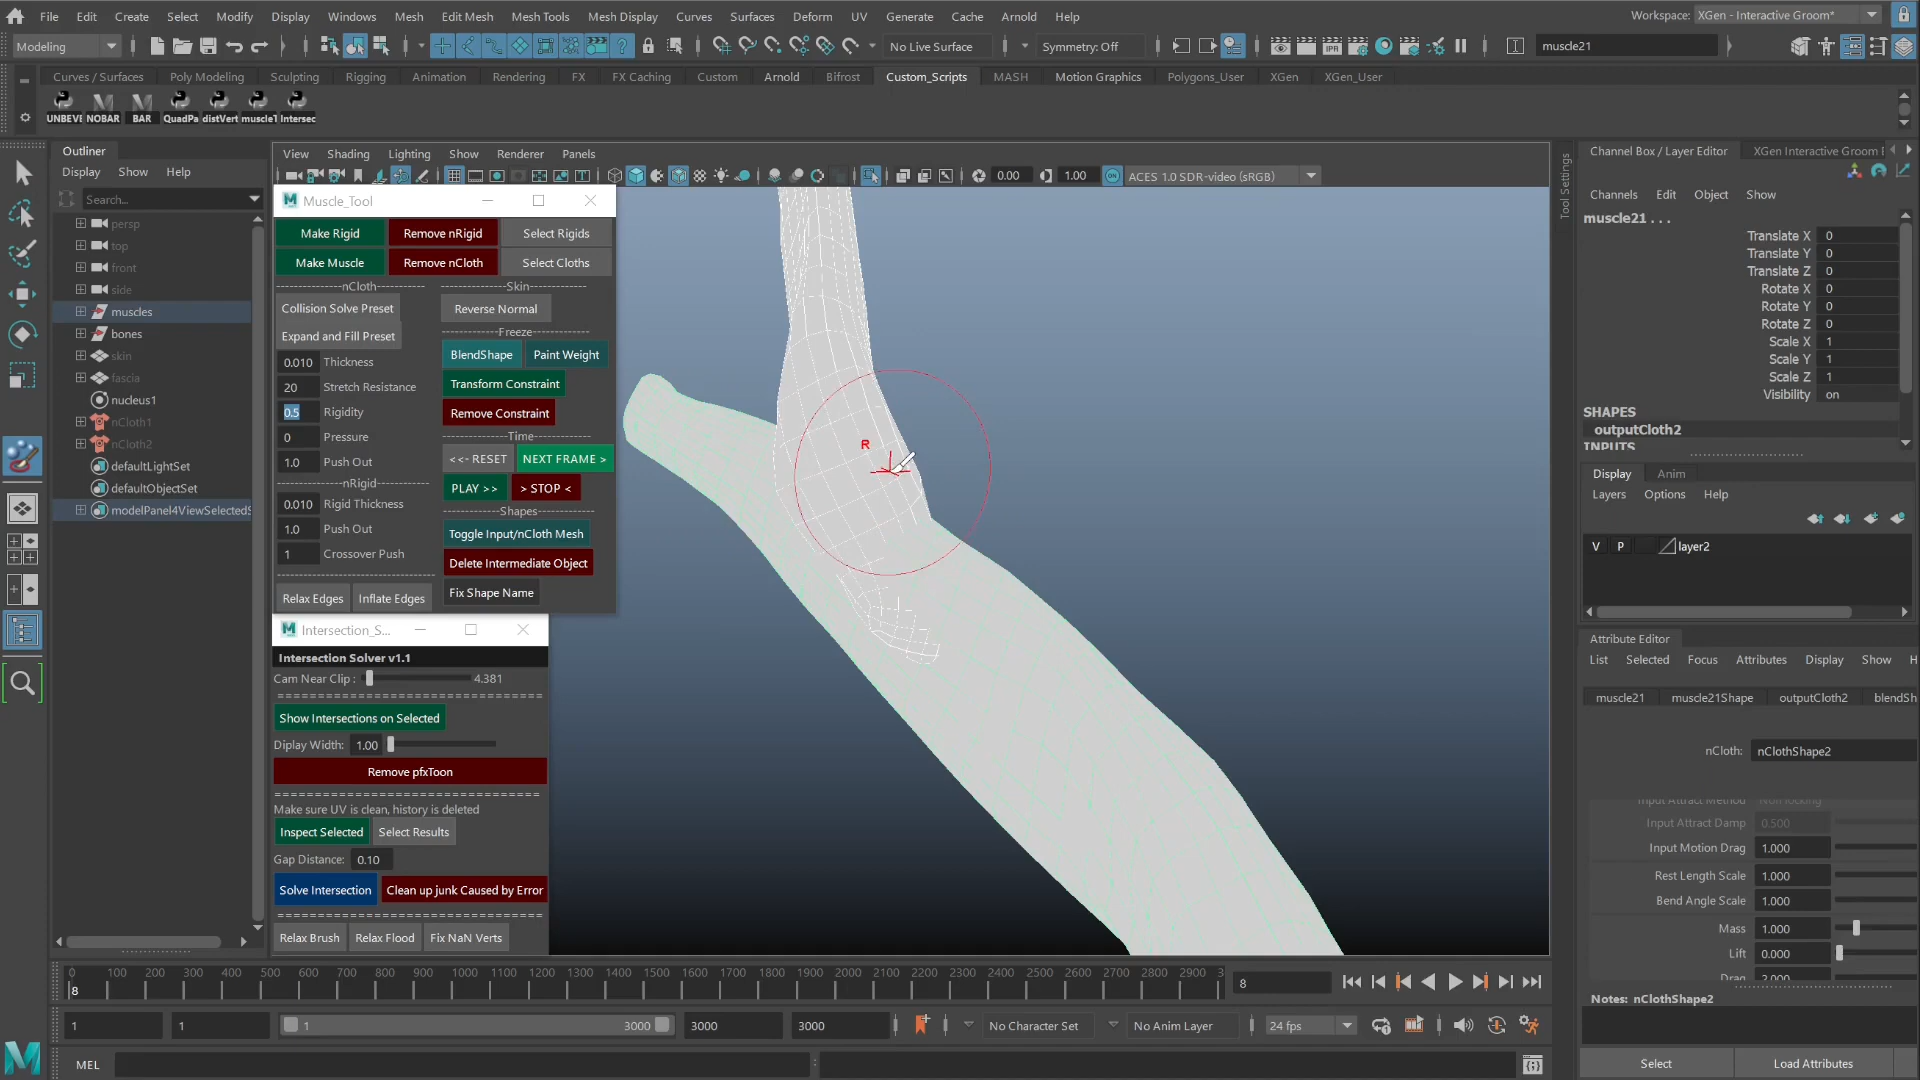 File Edit Create Select Modify Display Windows Mesh Edit Mesh Mesh Tools Mesh Display Curves Surfaces Deform UV Generate Cache Arnold Help
Workspace: XGen - Interactive Groom*
Modeling No Live Surface Symmetry: Off muscle21
Curves / Surfaces Poly Modeling Sculpting Rigging Animation Rendering FX FX Caching Custom Arnold Bifrost Custom_Scripts MASH Motion Graphics Polygons_User XGen XGen_User
UNBEVE NOBAR BAR QuadPa distVert muscleT Intersec
Outliner
Display Show Help
Search...
persp
top
front
side
muscles
bones
skin
fascia
nucleus1
nCloth1
nCloth2
defaultLightSet
defaultObjectSet
modelPanel4ViewSelectedS
View Shading Lighting Show Renderer Panels
0.00 1.00 ON ACES 1.0 SDR-video (sRGB)
Muscle_Tool
Make Rigid Remove nRigid Select Rigids
Make Muscle Remove nCloth Select Cloths
nCloth
Collision Solve Preset
Expand and Fill Preset
0.010 Thickness
20 Stretch Resistance
0.5 Rigidity
0 Pressure
1.0 Push Out
nRigid
0.010 Rigid Thickness
1.0 Push Out
1 Crossover Push
Relax Edges Inflate Edges
Skin
Reverse Normal
Freeze
BlendShape Paint Weight
Transform Constraint
Remove Constraint
Time
<<- RESET NEXT FRAME >
PLAY >> > STOP <
Shapes
Toggle Input/nCloth Mesh
Delete Intermediate Object
Fix Shape Name
Intersection_S...
Intersection Solver v1.1
Cam Near Clip : 4.381
Show Intersections on Selected
Diplay Width: 1.00
Remove pfxToon
Make sure UV is clean, history is deleted
Inspect Selected Select Results
Gap Distance: 0.10
Solve Intersection Clean up junk Caused by Error
Relax Brush Relax Flood Fix NaN Verts
R
Tool Settings
Channel Box / Layer Editor XGen Interactive Groom E
Channels Edit Object Show
muscle21 . . .
Translate X 0
Translate Y 0
Translate Z 0
Rotate X 0
Rotate Y 0
Rotate Z 0
Scale X 1
Scale Y 1
Scale Z 1
Visibility on
SHAPES
outputCloth2
INPUTS
Display Anim
Layers Options Help
V P layer2
Attribute Editor
List Selected Focus Attributes Display Show H
muscle21 muscle21Shape outputCloth2 blendSh
nCloth: nClothShape2
Input Attract Method
Input Attract Damp 0.500
Input Motion Drag 1.000
Rest Length Scale 1.000
Bend Angle Scale 1.000
Mass 1.000
Lift 0.000
Drag 2.000
Notes: nClothShape2
Select Load Attributes
0 100 200 300 400 500 600 700 800 900 1000 1100 1200 1300 1400 1500 1600 1700 1800 1900 2000 2100 2200 2300 2400 2500 2600 2700 2800 2900 3
8 8
1 1 1 3000 3000 3000 No Character Set No Anim Layer 24 fps
MEL